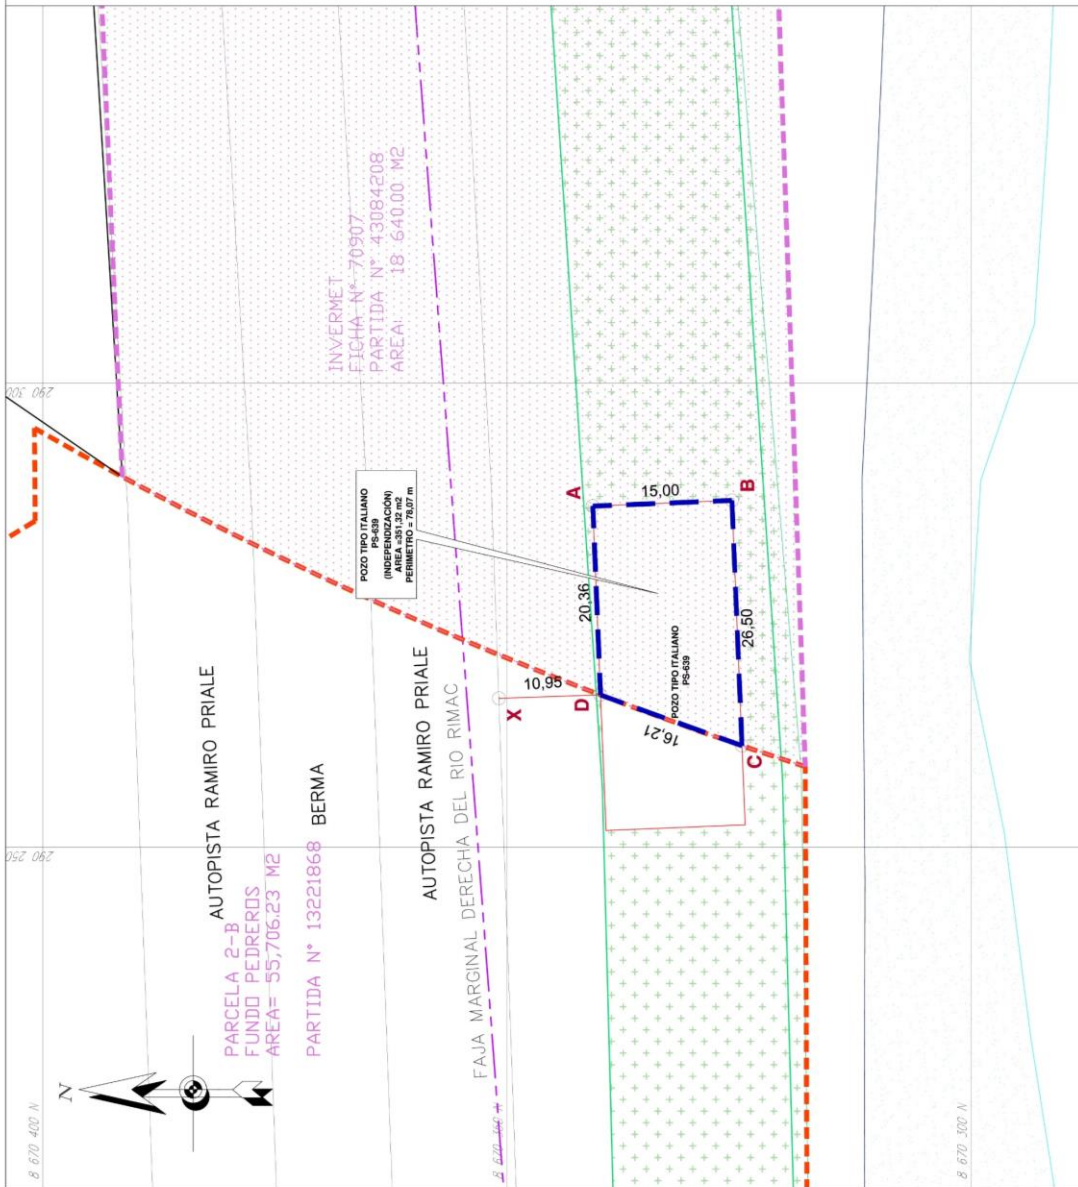 290 300
290 250
8 670 400 N
8 670 300 N
N
INVERMET
FICHA N° 70907
PARTIDA N° 43084208
AREA: 18 640.00 M2
POZO TIPO ITALIANO
PS-639
(INDEPENDIZACIÓN)
AREA =351,32 m2
PERIMETRO = 78,07 m
A
15,00
B
20,36
26,50
POZO TIPO ITALIANO
PS-639
10,95
X
D
16,21
C
AUTOPISTA RAMIRO PRIALE
BERMA
AUTOPISTA RAMIRO PRIALE
FAJA MARGINAL DERECHA DEL RIO RIMAC
PARCELA 2-B
FUNDO PEDREROS
AREA= 55,706.23 M2
PARTIDA N° 13221868